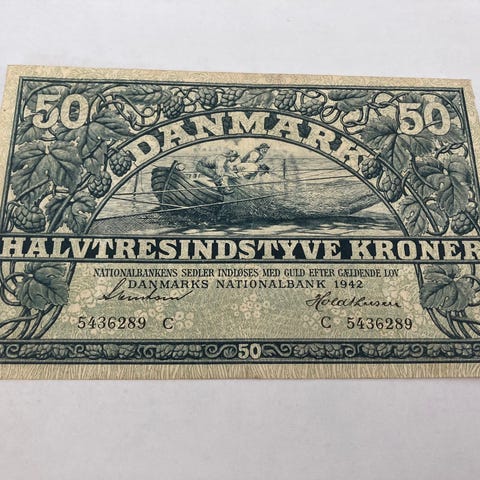 50 50
DANMARK
HALVTRESINDSTYVE KRONER
NATIONALBANKENS SEDLER INDLØSES MED GULD EFTER GÆLDENDE LOV
DANMARKS NATIONALBANK 1942
5436289 C C 5436289
50